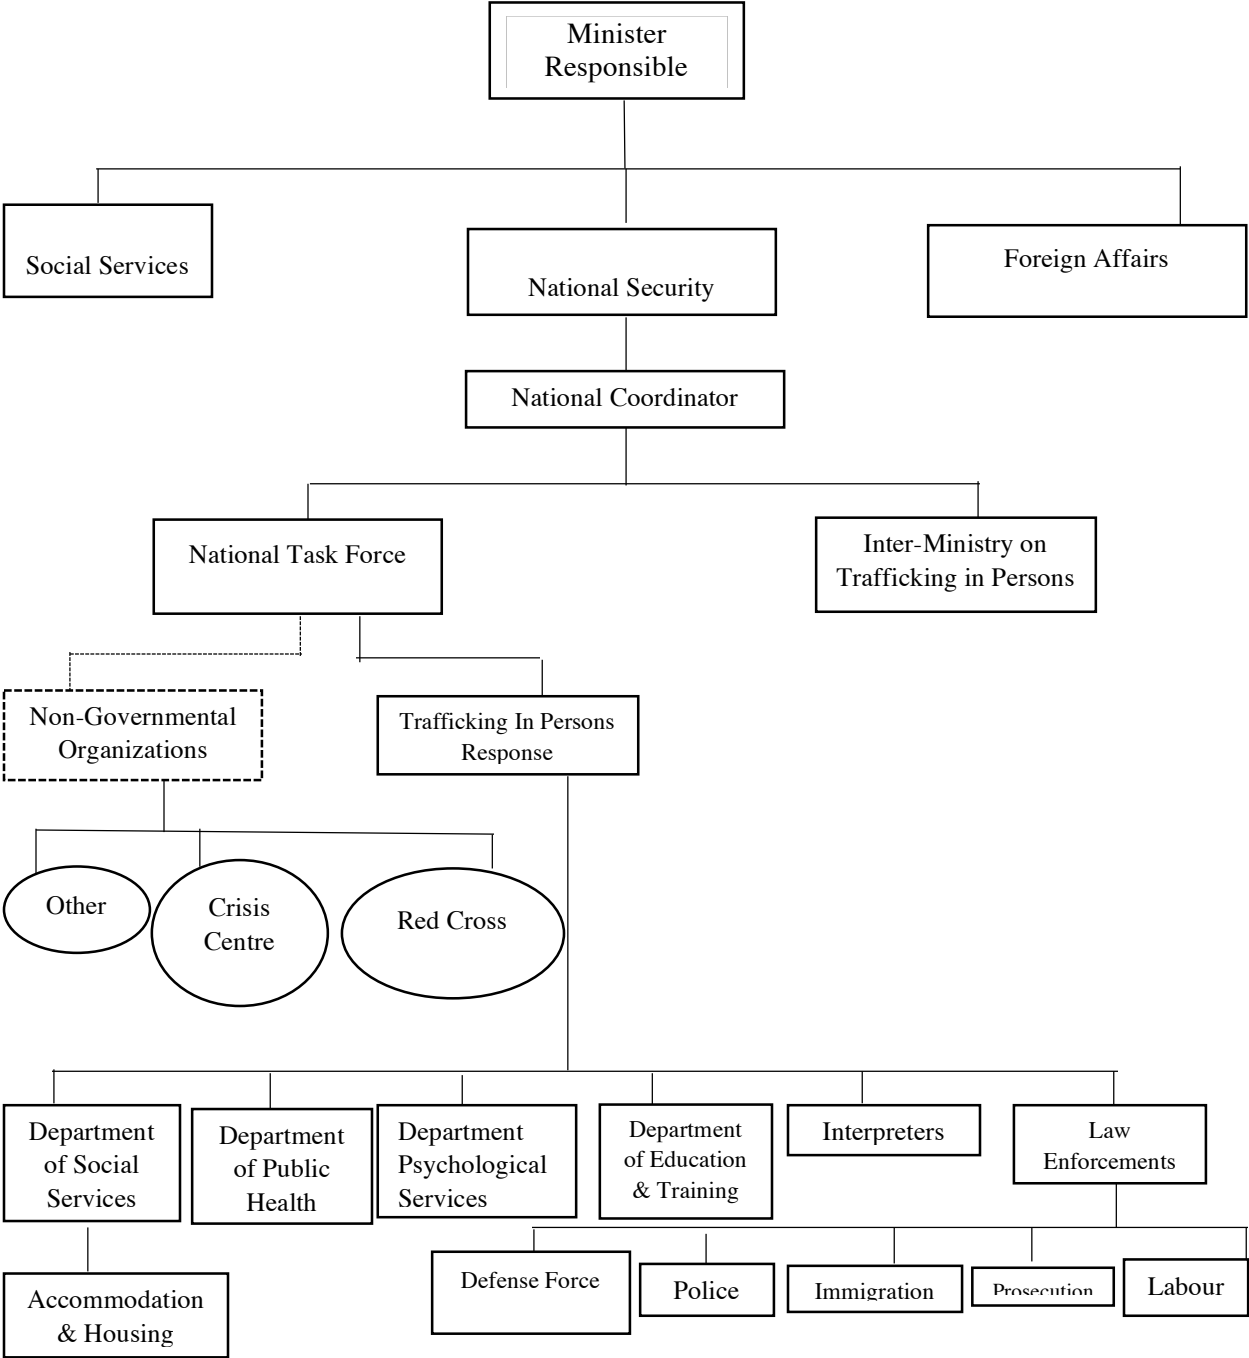 Minister
Responsible
Social Services
National Security
Foreign Affairs
National Coordinator
National Task Force
Inter-Ministry on
Trafficking in Persons
Non-Governmental
Organizations
Trafficking In Persons
Response
Other
Crisis
Centre
Red Cross
Department
of Social
Services
Department
of Public
Health
Department
Psychological
Services
Department
of Education
& Training
Interpreters
Law
Enforcements
Accommodation
& Housing
Defense Force
Police
Immigration
Prosecution
Labour